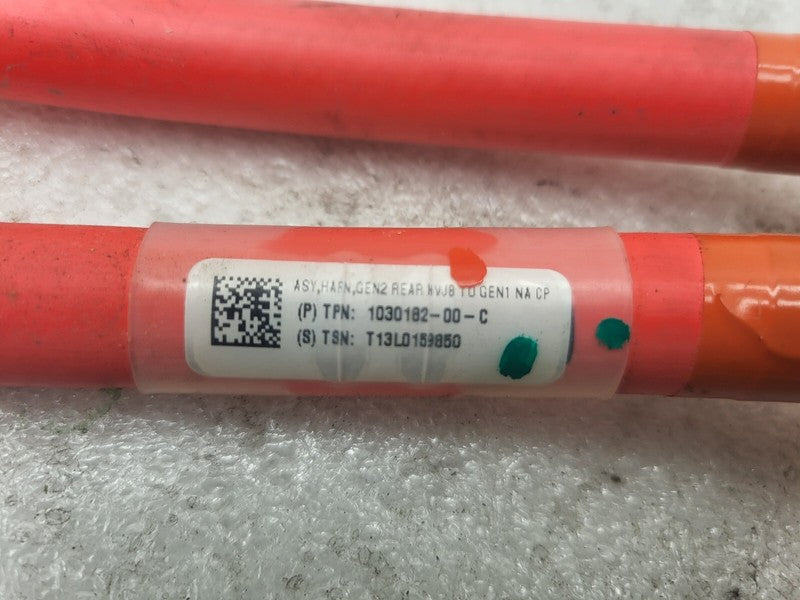 ASY,HARN,GEN2 REAR HVJB TO GEN1 NA CP
(P) TPN: 1030182-00-C
(S) TSN: T13L0159850